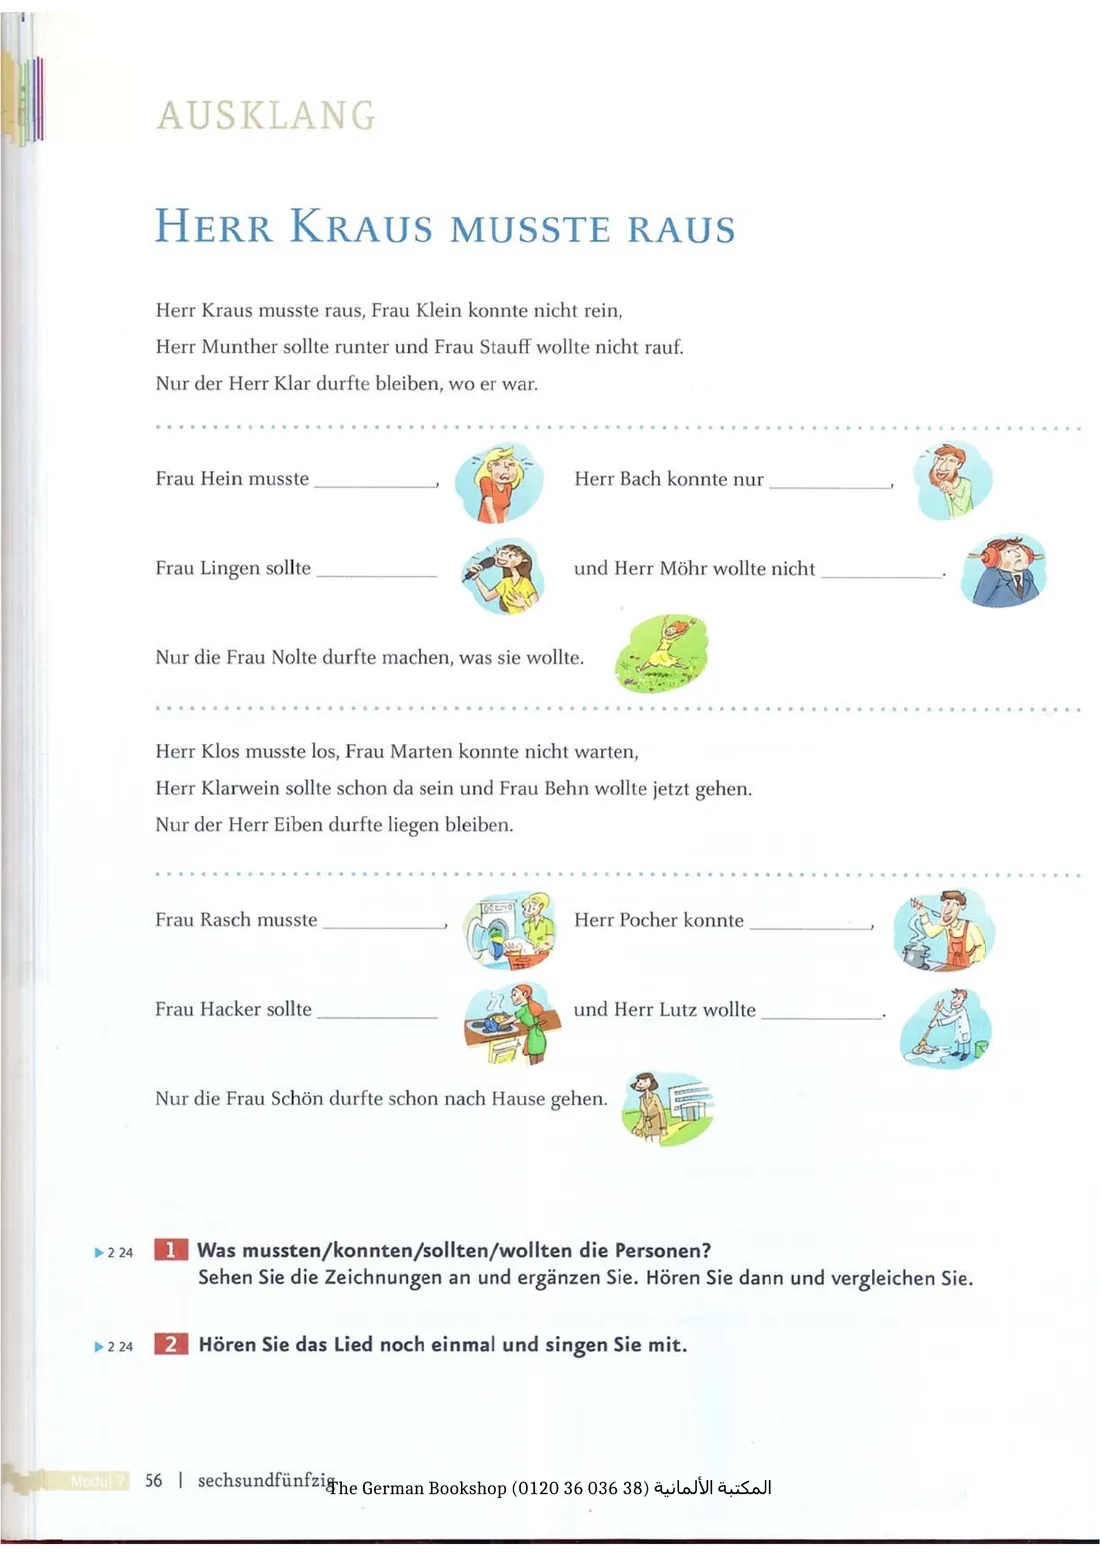 AUSKLANG
HERR KRAUS MUSSTE RAUS
Herr Kraus musste raus, Frau Klein konnte nicht rein,
Herr Munther sollte runter und Frau Stauff wollte nicht rauf.
Nur der Herr Klar durfte bleiben, wo er war.
Frau Hein musste ____________, Herr Bach konnte nur ____________,
Frau Lingen sollte ____________ und Herr Möhr wollte nicht ____________.
Nur die Frau Nolte durfte machen, was sie wollte.
Herr Klos musste los, Frau Marten konnte nicht warten,
Herr Klarwein sollte schon da sein und Frau Behn wollte jetzt gehen.
Nur der Herr Eiben durfte liegen bleiben.
Frau Rasch musste ____________, Herr Pocher konnte ____________,
Frau Hacker sollte ____________ und Herr Lutz wollte ____________.
Nur die Frau Schön durfte schon nach Hause gehen.
▶ 2 24 1 Was mussten/konnten/sollten/wollten die Personen?
Sehen Sie die Zeichnungen an und ergänzen Sie. Hören Sie dann und vergleichen Sie.
▶ 2 24 2 Hören Sie das Lied noch einmal und singen Sie mit.
Modul 7 56 | sechsundfünfzig
The German Bookshop (0120 36 036 38) المكتبة الألمانية